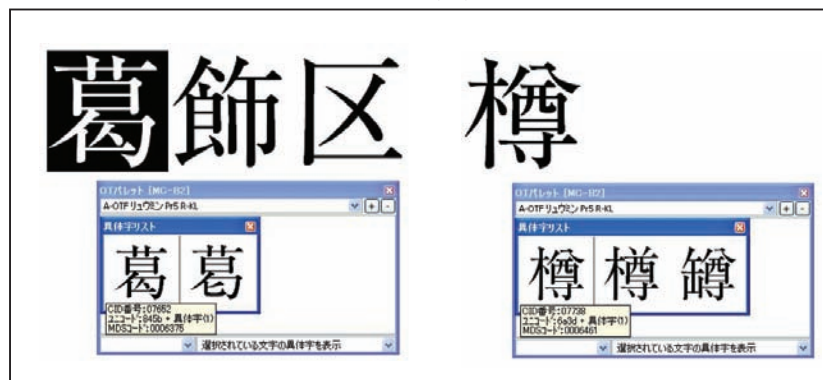 葛飾区 樽
OTパレット [MC-B2]
A-OTF リュウミン Pr5 R-KL
異体字リスト
葛 葛
CID番号:07652
ユニコード:845b + 異体字(1)
MDSコード:0006375
選択されている文字の異体字を表示
OTパレット [MC-B2]
A-OTF リュウミン Pr5 R-KL
異体字リスト
樽 樽 罇
CID番号:07738
ユニコード:6a3d + 異体字(1)
MDSコード:0006461
選択されている文字の異体字を表示